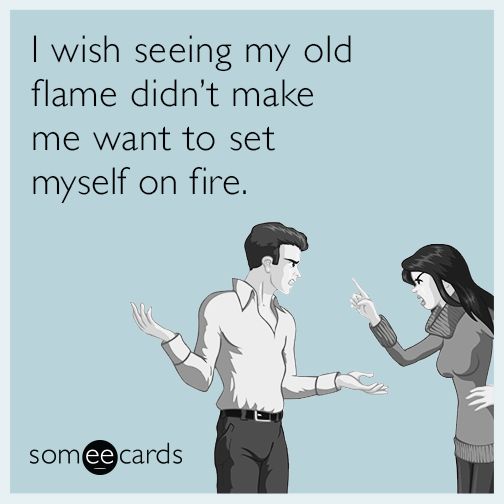 I wish seeing my old
flame didn't make
me want to set
myself on fire.
someecards